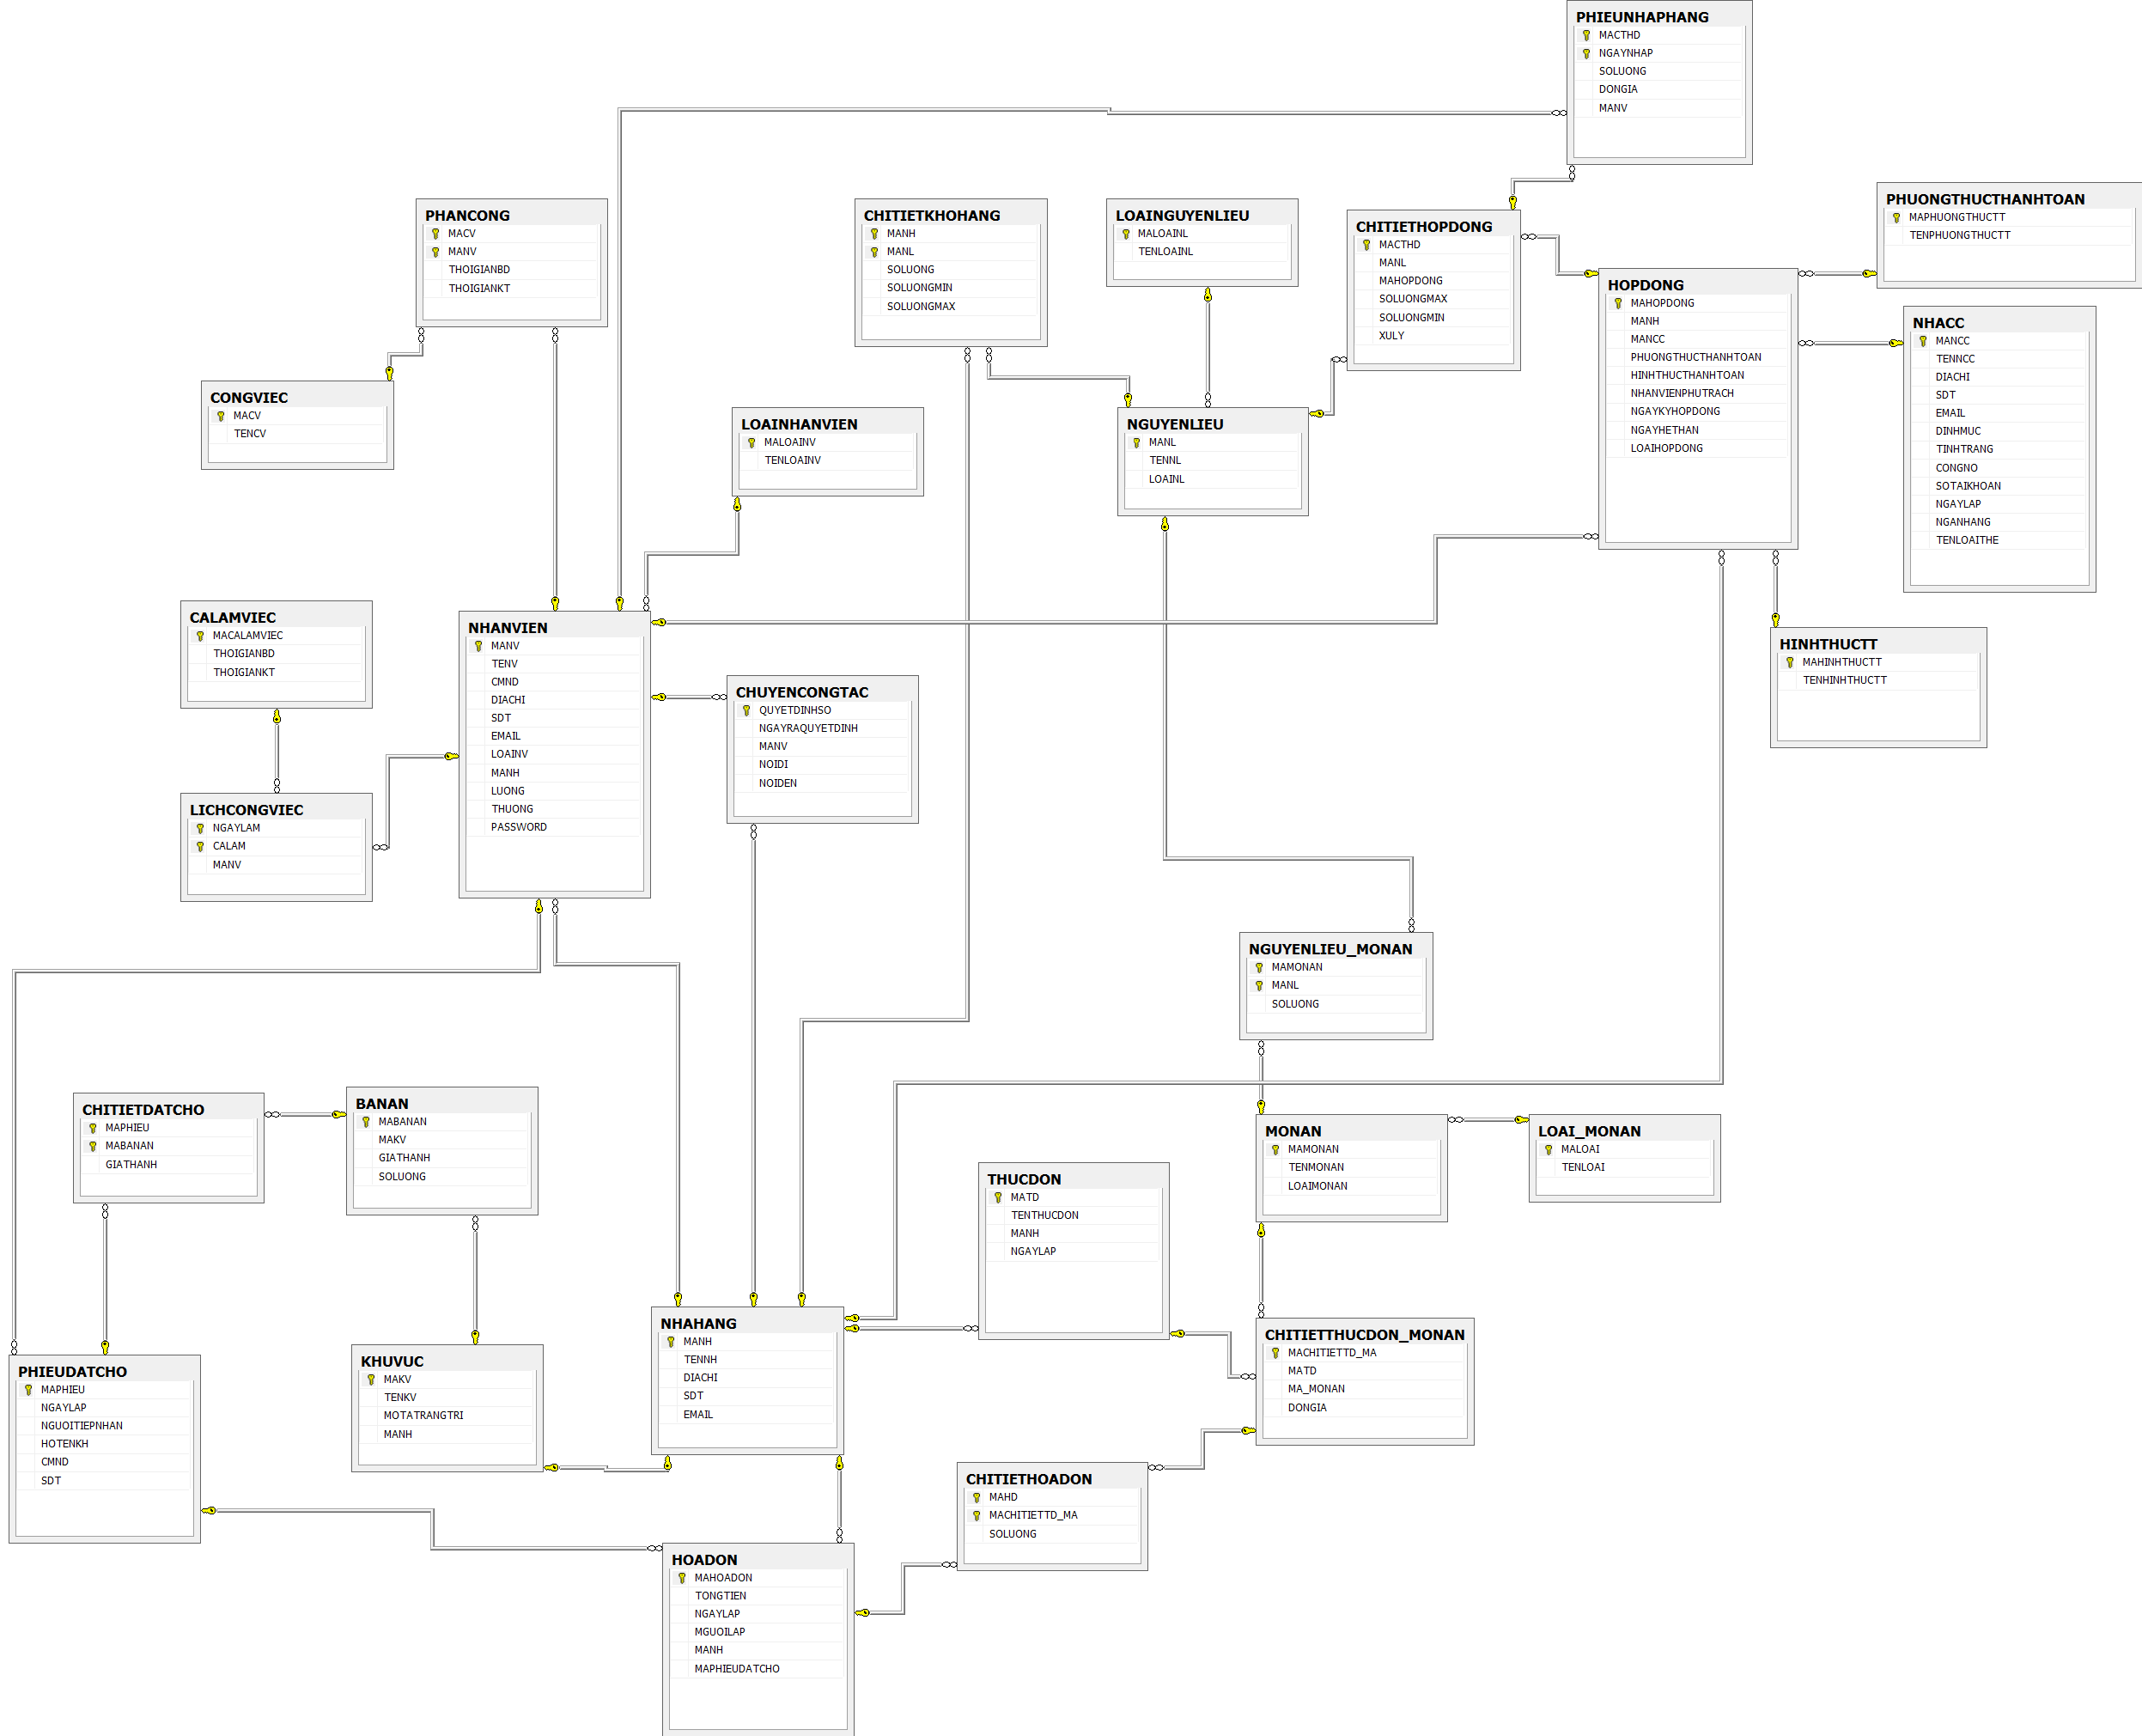 PHIEUNHAPHANG
MACTHD
NGAYNHAP
SOLUONG
DONGIA
MANV
PHANCONG
MACV
MANV
THOIGIANBD
THOIGIANKT
CHITIETKHOHANG
MANH
MANL
SOLUONG
SOLUONGMIN
SOLUONGMAX
LOAINGUYENLIEU
MALOAINL
TENLOAINL
CHITIETHOPDONG
MACTHD
MANL
MAHOPDONG
SOLUONGMAX
SOLUONGMIN
XULY
PHUONGTHUCTHANHTOAN
MAPHUONGTHUCTT
TENPHUONGTHUCTT
HOPDONG
MAHOPDONG
MANH
MANCC
PHUONGTHUCTHANHTOAN
HINHTHUCTHANHTOAN
NHANVIENPHUTRACH
NGAYKYHOPDONG
NGAYHETHAN
LOAIHOPDONG
NHACC
MANCC
TENNCC
DIACHI
SDT
EMAIL
DINHMUC
TINHTRANG
CONGNO
SOTAIKHOAN
NGAYLAP
NGANHANG
TENLOAITHE
CONGVIEC
MACV
TENCV
LOAINHANVIEN
MALOAINV
TENLOAINV
NGUYENLIEU
MANL
TENNL
LOAINL
CALAMVIEC
MACALAMVIEC
THOIGIANBD
THOIGIANKT
NHANVIEN
MANV
TENV
CMND
DIACHI
SDT
EMAIL
LOAINV
MANH
LUONG
THUONG
PASSWORD
CHUYENCONGTAC
QUYETDINHSO
NGAYRAQUYETDINH
MANV
NOIDI
NOIDEN
HINHTHUCTT
MAHINHTHUCTT
TENHINHTHUCTT
LICHCONGVIEC
NGAYLAM
CALAM
MANV
NGUYENLIEU_MONAN
MAMONAN
MANL
SOLUONG
CHITIETDATCHO
MAPHIEU
MABANAN
GIATHANH
BANAN
MABANAN
MAKV
GIATHANH
SOLUONG
MONAN
MAMONAN
TENMONAN
LOAIMONAN
LOAI_MONAN
MALOAI
TENLOAI
THUCDON
MATD
TENTHUCDON
MANH
NGAYLAP
PHIEUDATCHO
MAPHIEU
NGAYLAP
NGUOITIEPNHAN
HOTENKH
CMND
SDT
KHUVUC
MAKV
TENKV
MOTATRANGTRI
MANH
NHAHANG
MANH
TENNH
DIACHI
SDT
EMAIL
CHITIETTHUCDON_MONAN
MACHITIETTD_MA
MATD
MA_MONAN
DONGIA
CHITIETHOADON
MAHD
MACHITIETTD_MA
SOLUONG
HOADON
MAHOADON
TONGTIEN
NGAYLAP
MGUOILAP
MANH
MAPHIEUDATCHO